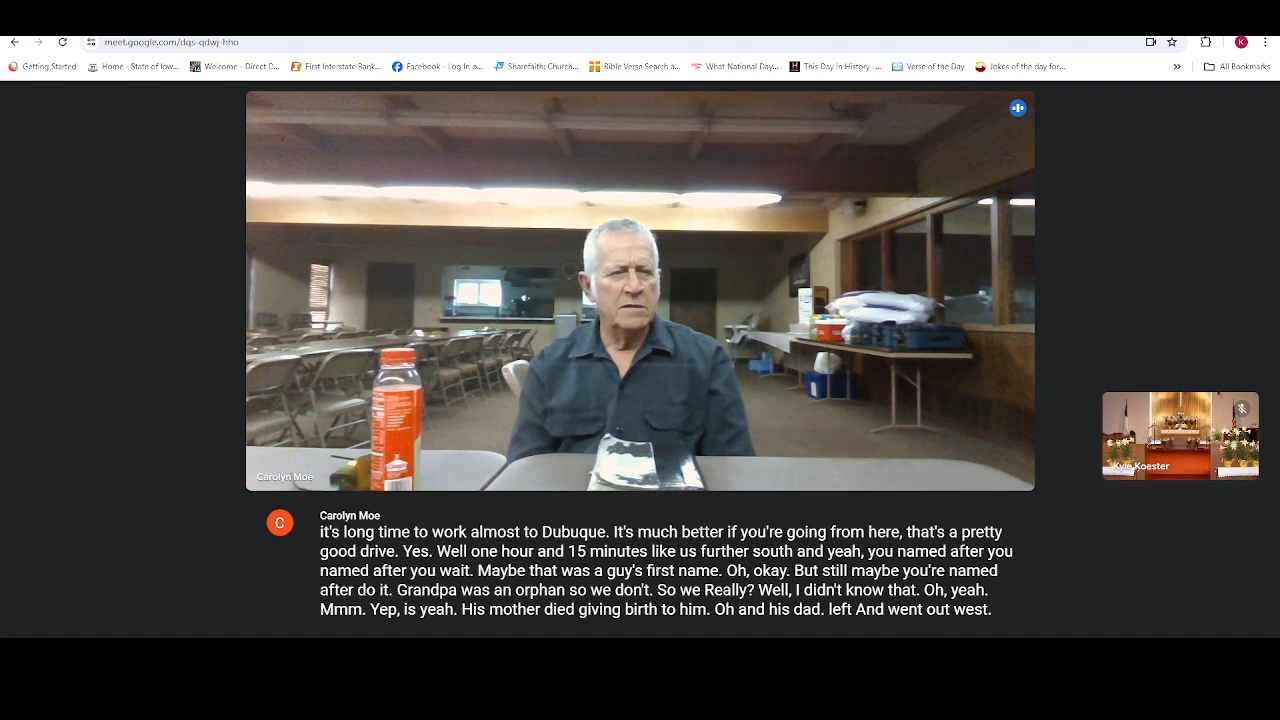 meet.google.com/dqs-qdwj-hho
Getting Started
Home - State of Iow...
Welcome - Direct D...
First Interstate Bank...
Facebook - Log In o...
Sharefaith: Church...
Bible Verse Search a...
What National Day...
This Day in History -...
Verse of the Day
Jokes of the day for...
»
All Bookmarks
K
H
Carolyn Moe
Kyle Koester
C
Carolyn Moe
it's long time to work almost to Dubuque. It's much better if you're going from here, that's a pretty
good drive. Yes. Well one hour and 15 minutes like us further south and yeah, you named after you
named after you wait. Maybe that was a guy's first name. Oh, okay. But still maybe you're named
after do it. Grandpa was an orphan so we don't. So we Really? Well, I didn't know that. Oh, yeah.
Mmm. Yep, is yeah. His mother died giving birth to him. Oh and his dad. left And went out west.